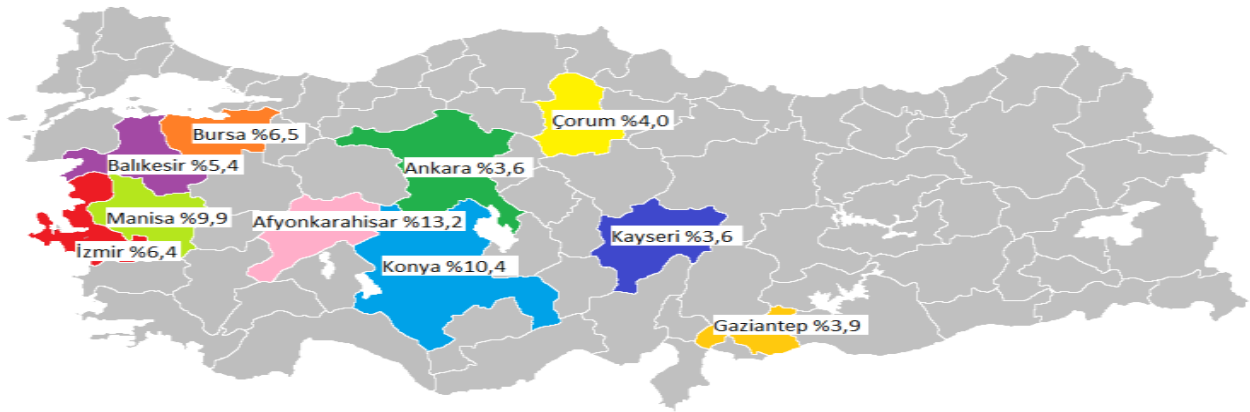 Çorum %4,0
Bursa %6,5
Balıkesir %5,4
Ankara %3,6
Manisa %9,9
Afyonkarahisar %13,2
Kayseri %3,6
İzmir %6,4
Konya %10,4
Gaziantep %3,9